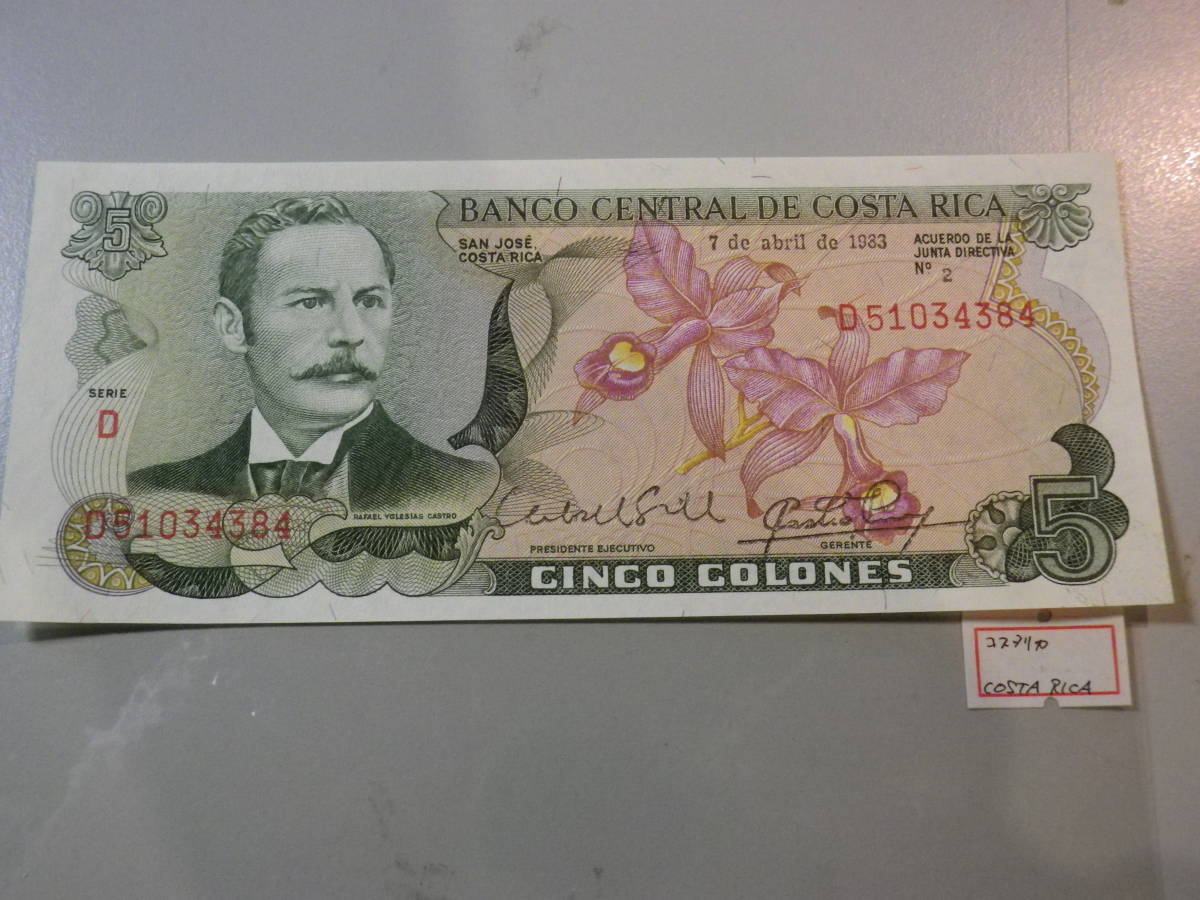 5
BANCO CENTRAL DE COSTA RICA
SAN JOSÉ,
COSTA RICA
7 de abril de 1983
ACUERDO DE LA
JUNTA DIRECTIVA
Nº 2
D51034384
SERIE
D
D51034384
RAFAEL YGLESIAS CASTRO
PRESIDENTE EJECUTIVO
GERENTE
CINCO COLONES
5
コスタリカ
COSTA RICA